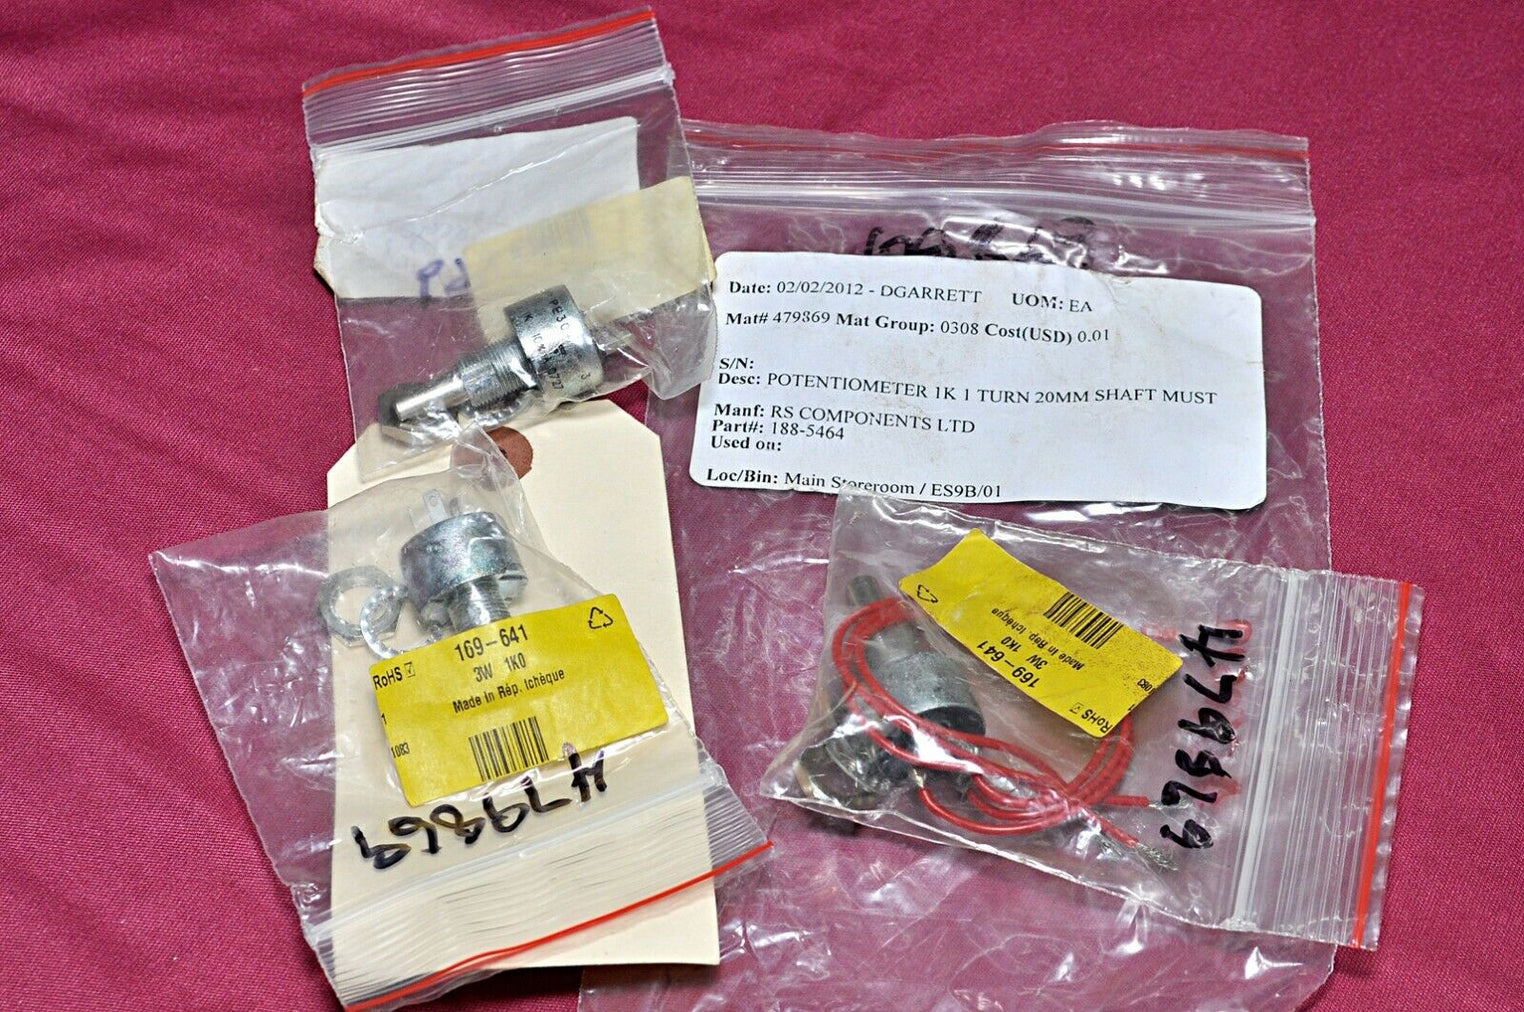 Date: 02/02/2012 - DGARRETT UOM: EA
Mat# 479869 Mat Group: 0308 Cost(USD) 0.01
S/N:
Desc: POTENTIOMETER 1K 1 TURN 20MM SHAFT MUST
Manf: RS COMPONENTS LTD
Part#: 188-5464
Used on:
Loc/Bin: Main Storeroom / ES9B/01
169-641
3W 1K0
RoHS
Made in Rép. tchèque
1
1083
479869
169-641
3W 1K0
Made in Rép. tchèque
RoHS
1083
479869